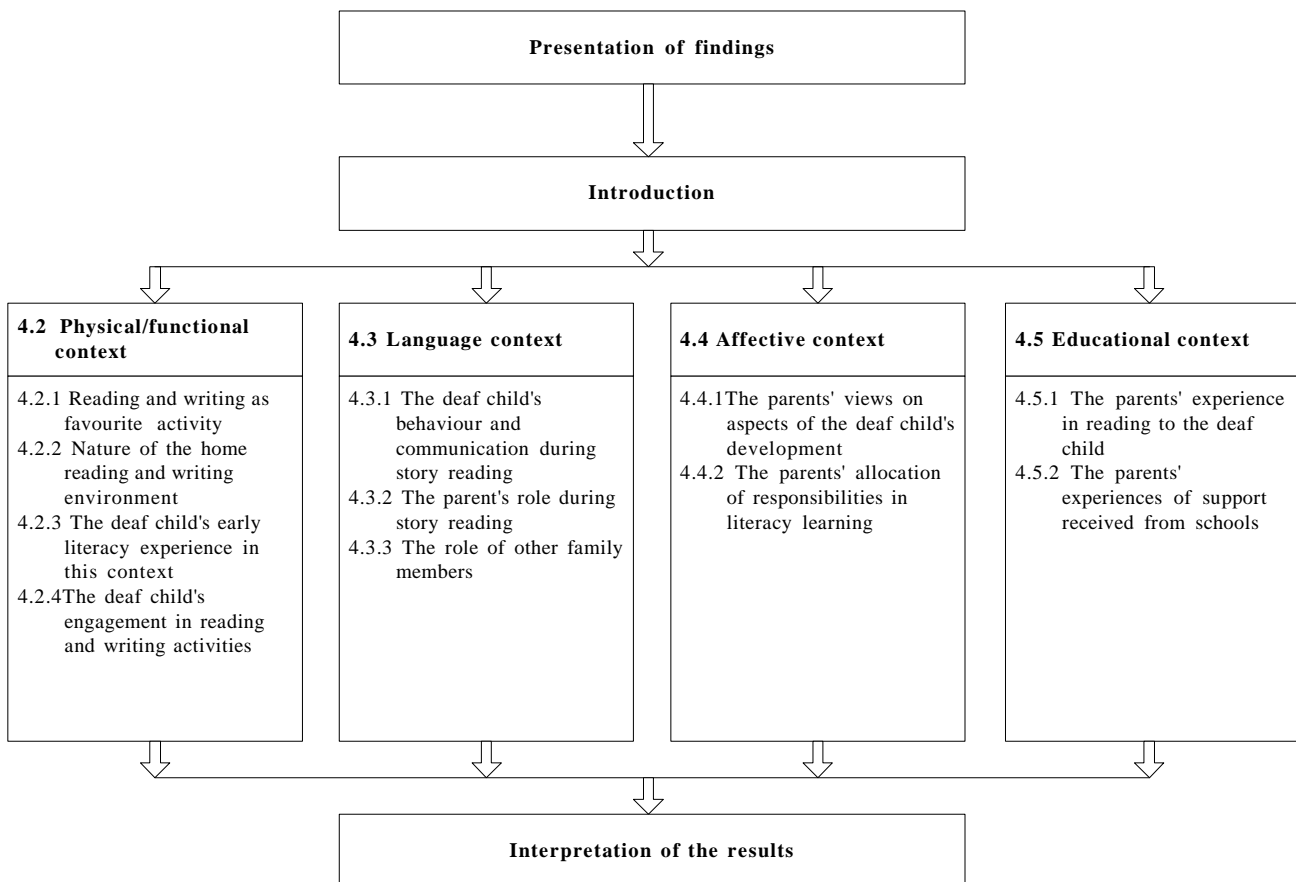 Presentation of findings
Introduction
4.2 Physical/functional
context
4.2.1 Reading and writing as
favourite activity
4.2.2 Nature of the home
reading and writing
environment
4.2.3 The deaf child's early
literacy experience in
this context
4.2.4The deaf child's
engagement in reading
and writing activities
4.3 Language context
4.3.1 The deaf child's
behaviour and
communication during
story reading
4.3.2 The parent's role during
story reading
4.3.3 The role of other family
members
4.4 Affective context
4.4.1The parents' views on
aspects of the deaf child's
development
4.4.2 The parents' allocation
of responsibilities in
literacy learning
4.5 Educational context
4.5.1 The parents' experience
in reading to the deaf
child
4.5.2 The parents'
experiences of support
received from schools
Interpretation of the results